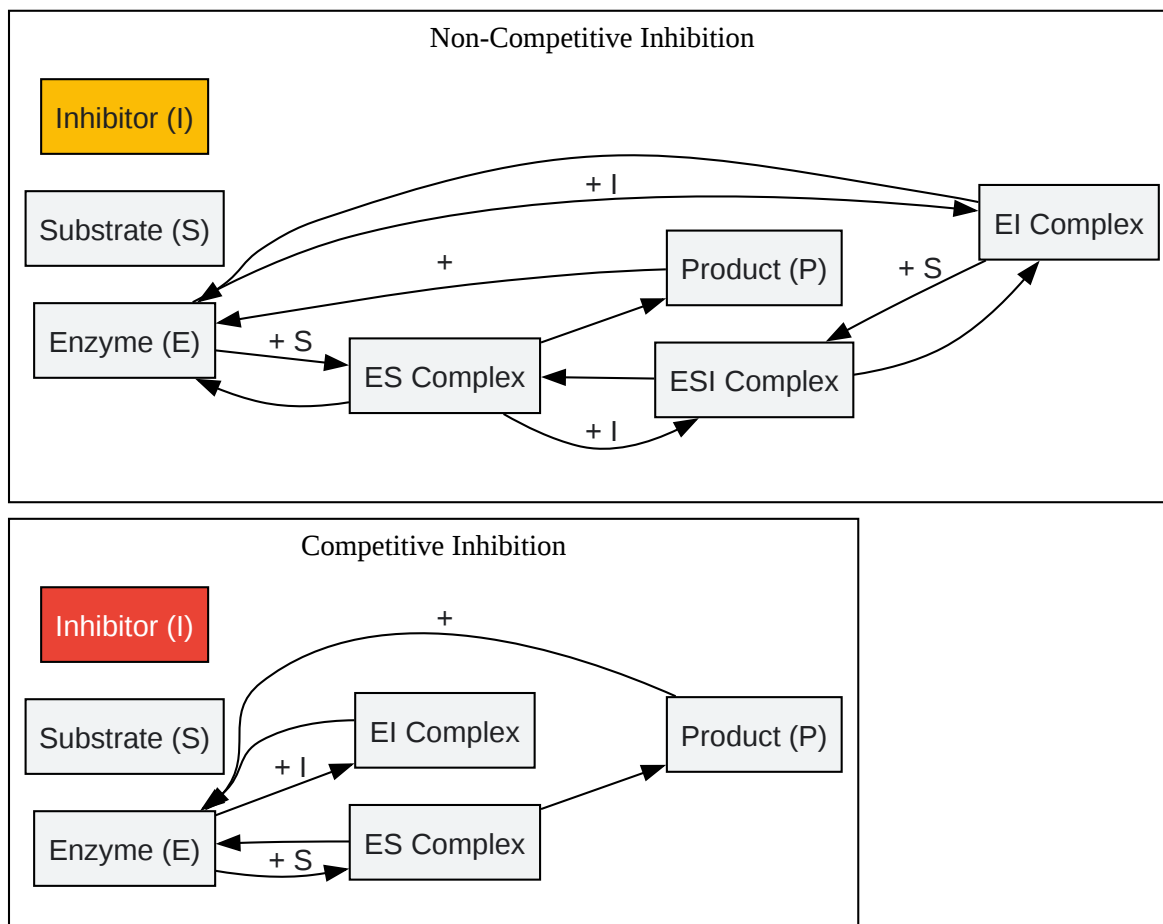 Non-Competitive Inhibition
Inhibitor (I)
+ I
Substrate (S)
EI Complex
+
Product (P)
+ S
Enzyme (E)
+ S
ES Complex
ESI Complex
+ I
Competitive Inhibition
Inhibitor (I)
+
Substrate (S)
EI Complex
Product (P)
+ I
Enzyme (E)
ES Complex
+ S